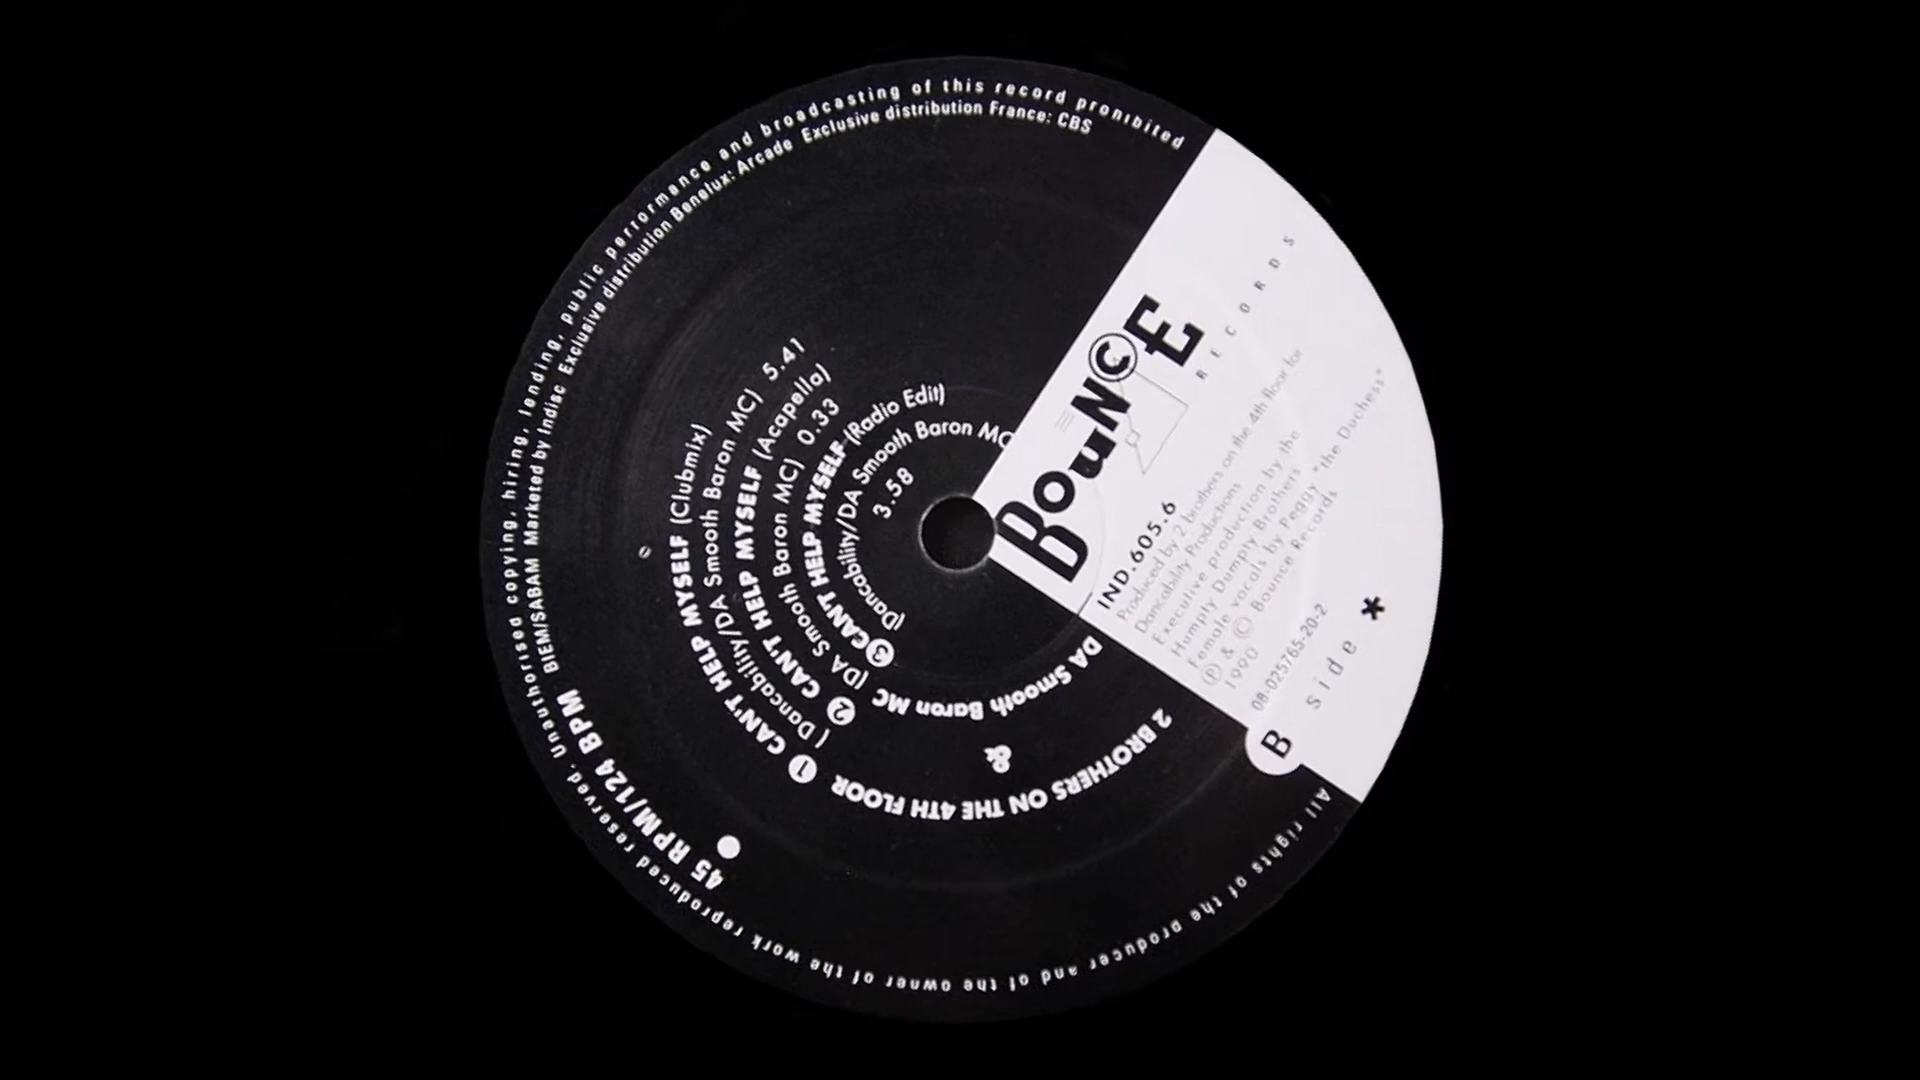 All rights of the producer and of the owner of the work reproduced reserved. Unauthorised copying, hiring, lending, public performance and broadcasting of this record prohibited
BIEM/SABAM Marketed by Indisc Exclusive distribution Benelux: Arcade Exclusive distribution France: CBS
45 RPM/124 BPM
2 BROTHERS ON THE 4TH FLOOR
&
DA Smooth Baron MC
1 CAN'T HELP MYSELF (Clubmix)
(Dancability/DA Smooth Baron MC) 5.41
2 CAN'T HELP MYSELF (Acapella)
(DA Smooth Baron MC) 0.33
3 CAN'T HELP MYSELF (Radio Edit)
(Dancability/DA Smooth Baron MC
3.58
BOuNCE
RECORDS
IND.605.6
Produced by 2 brothers on the 4th floor for
Dancability Productions
Executive production by the
Humpty Dumpty Brothers
Female vocals by Peggy "the Duchess"
℗ & © Bounce Records
1990
08-025765-20-2
side *
B